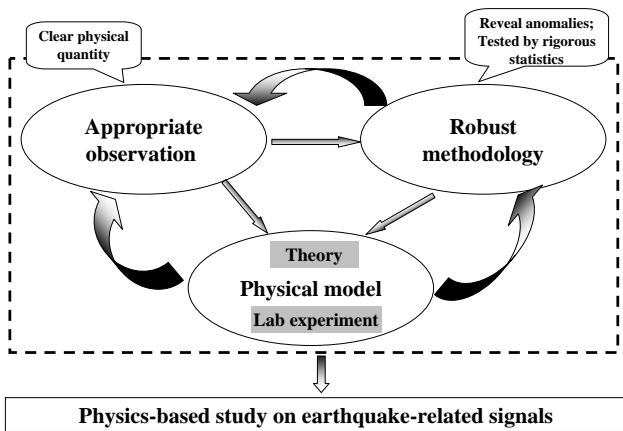 Clear physical
quantity
Reveal anomalies;
Tested by rigorous
statistics
Appropriate
observation
Robust
methodology
Theory
Physical model
Lab experiment
Physics-based study on earthquake-related signals